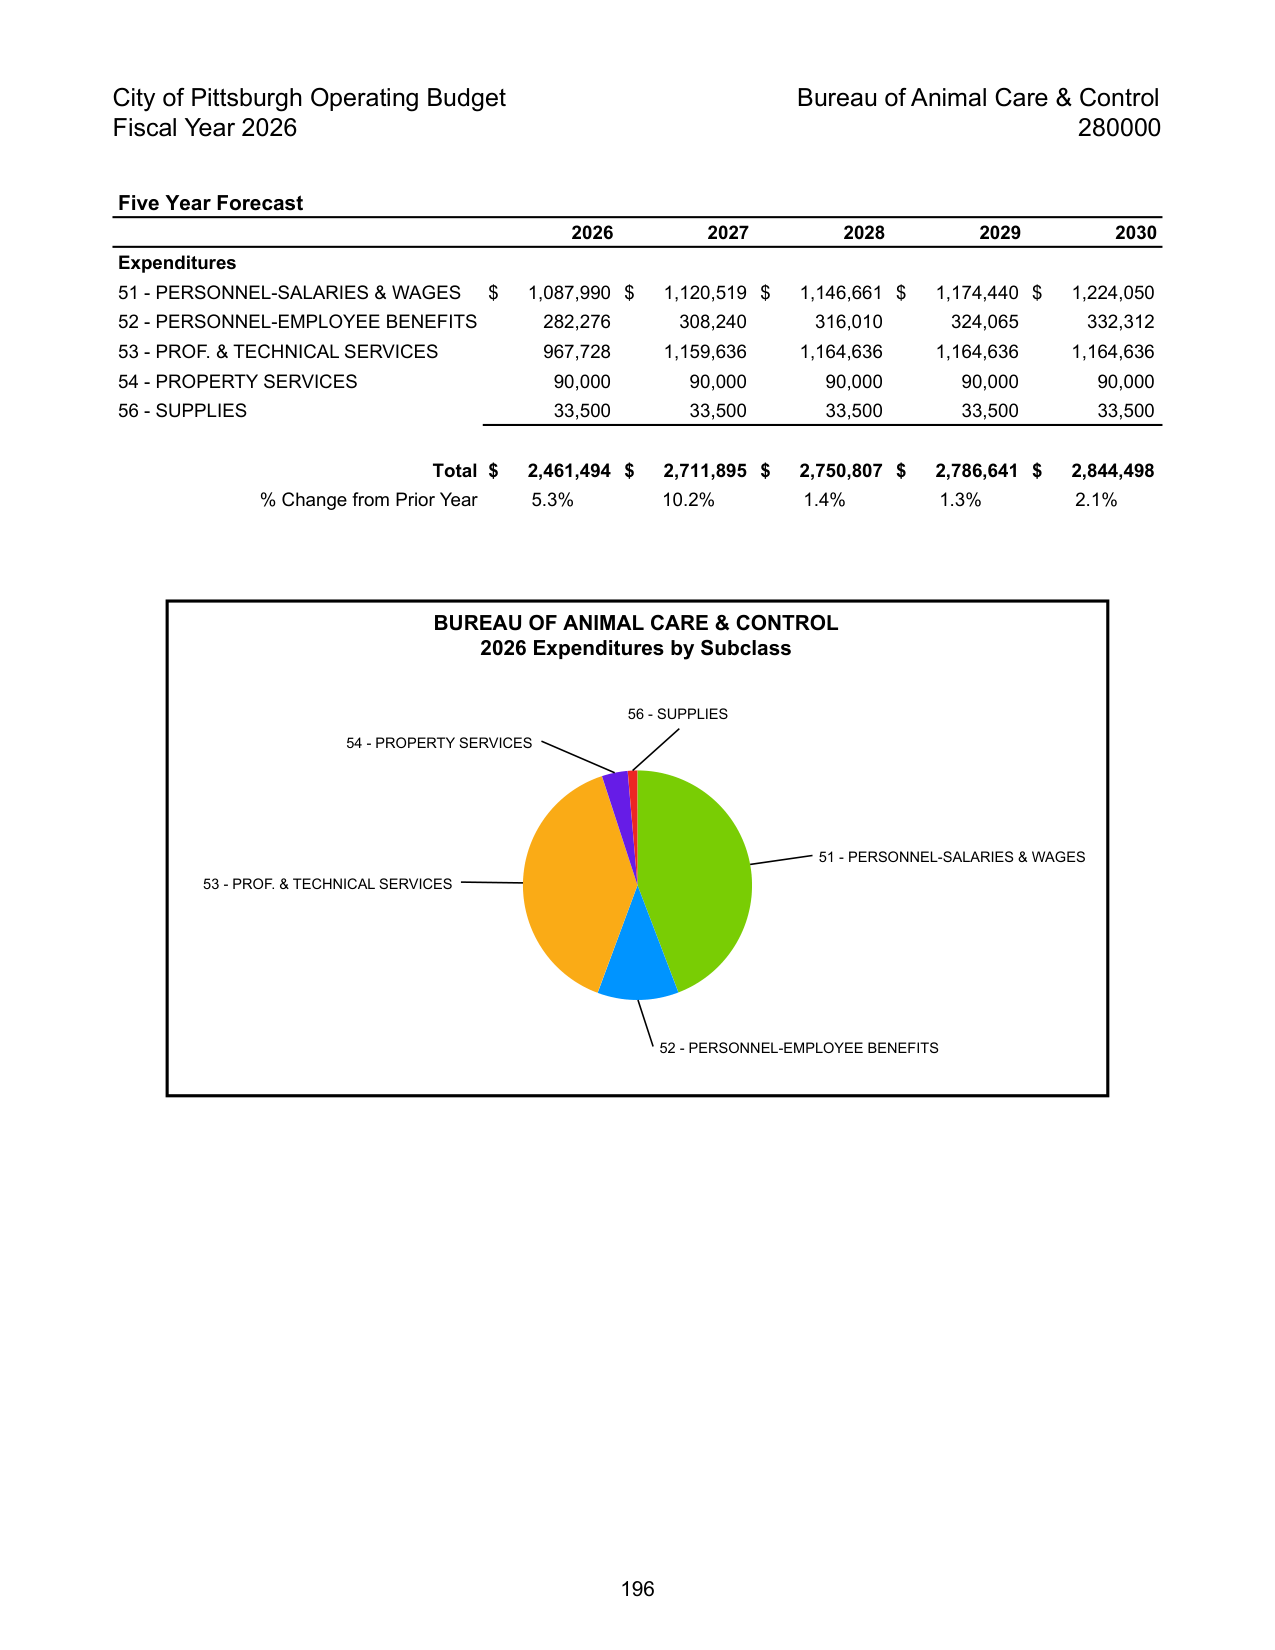 City of Pittsburgh Operating Budget Bureau of Animal Care & Control
Fiscal Year 2026 280000
Five Year Forecast
2026 2027 2028 2029 2030
Expenditures
51 - PERSONNEL-SALARIES & WAGES $ 1,087,990 $ 1,120,519 $ 1,146,661 $ 1,174,440 $ 1,224,050
52 - PERSONNEL-EMPLOYEE BENEFITS 282,276 308,240 316,010 324,065 332,312
53 - PROF. & TECHNICAL SERVICES 967,728 1,159,636 1,164,636 1,164,636 1,164,636
54 - PROPERTY SERVICES 90,000 90,000 90,000 90,000 90,000
56 - SUPPLIES 33,500 33,500 33,500 33,500 33,500
Total $ 2,461,494 $ 2,711,895 $ 2,750,807 $ 2,786,641 $ 2,844,498
% Change from Prior Year 5.3% 10.2% 1.4% 1.3% 2.1%
BUREAU OF ANIMAL CARE & CONTROL
2026 Expenditures by Subclass
56 - SUPPLIES
54 - PROPERTY SERVICES
51 - PERSONNEL-SALARIES & WAGES
53 - PROF. & TECHNICAL SERVICES
52 - PERSONNEL-EMPLOYEE BENEFITS
196